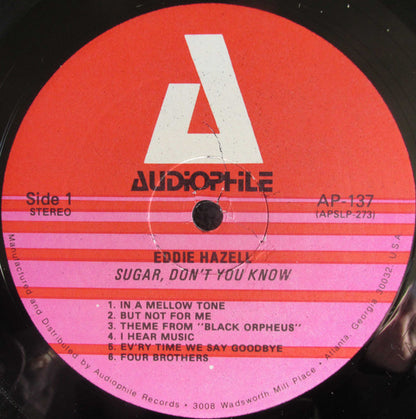 AUDIOPHILE
Side 1
STEREO
AP-137
(APSLP-273)
EDDIE HAZELL
SUGAR, DON'T YOU KNOW
1. IN A MELLOW TONE
2. BUT NOT FOR ME
3. THEME FROM "BLACK ORPHEUS"
4. I HEAR MUSIC
5. EV'RY TIME WE SAY GOODBYE
6. FOUR BROTHERS
Manufactured and Distributed by Audiophile Records • 3008 Wadsworth Mill Place • Atlanta, Georgia 30032, U.S.A.